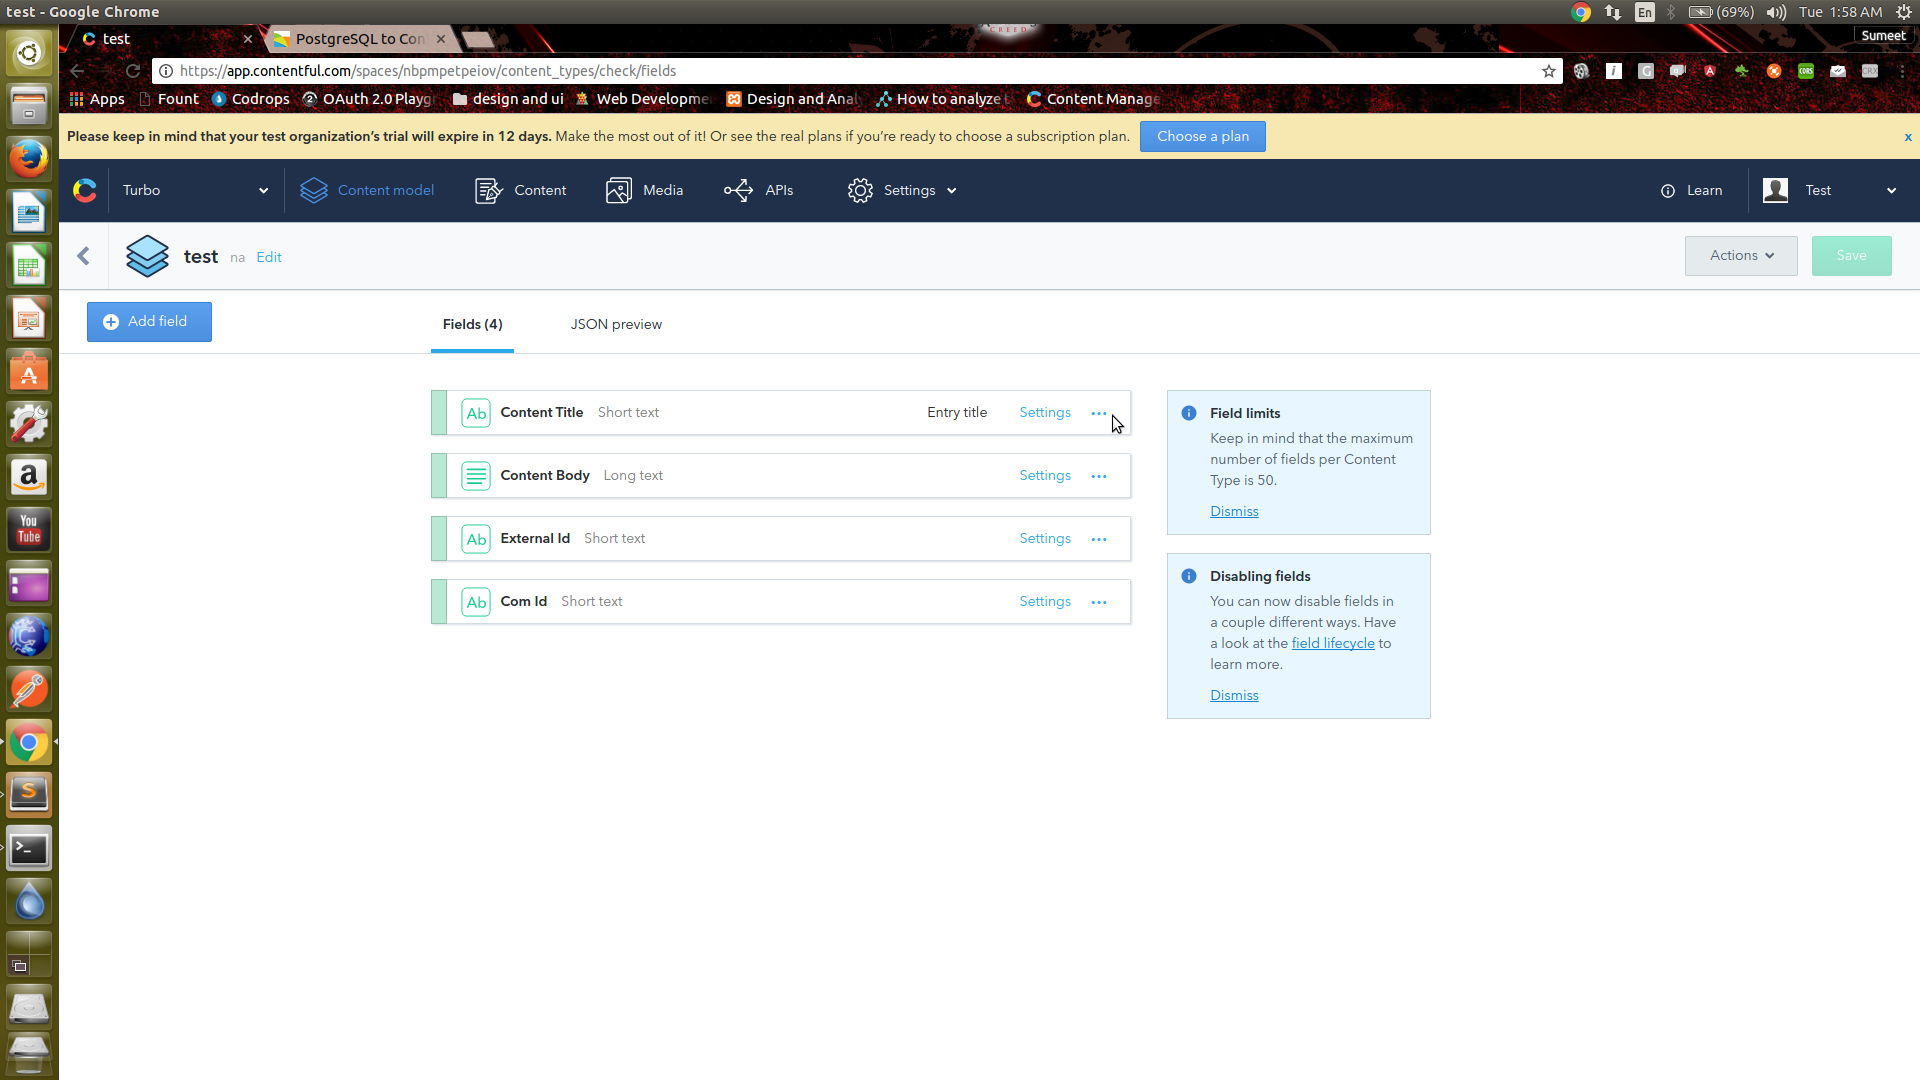 test - Google Chrome
En
(69%)
Tue 1:58 AM
test
PostgreSQL to Con
CREED
Sumeet
https://app.contentful.com/spaces/nbpmpetpeiov/content_types/check/fields
Apps
Fount
Codrops
OAuth 2.0 Playg
design and ui
Web Developme
Design and Anal
How to analyze
Content Manage
Please keep in mind that your test organization’s trial will expire in 12 days. Make the most out of it! Or see the real plans if you’re ready to choose a subscription plan.
Choose a plan
x
Turbo
Content model
Content
Media
APIs
Settings
Learn
Test
test
na
Edit
Actions
Save
Add field
Fields (4)
JSON preview
Ab
Content Title
Short text
Entry title
Settings
Content Body
Long text
Settings
Ab
External Id
Short text
Settings
Ab
Com Id
Short text
Settings
Field limits
Keep in mind that the maximum
number of fields per Content
Type is 50.
Dismiss
Disabling fields
You can now disable fields in
a couple different ways. Have
a look at the field lifecycle to
learn more.
Dismiss
You
Tube